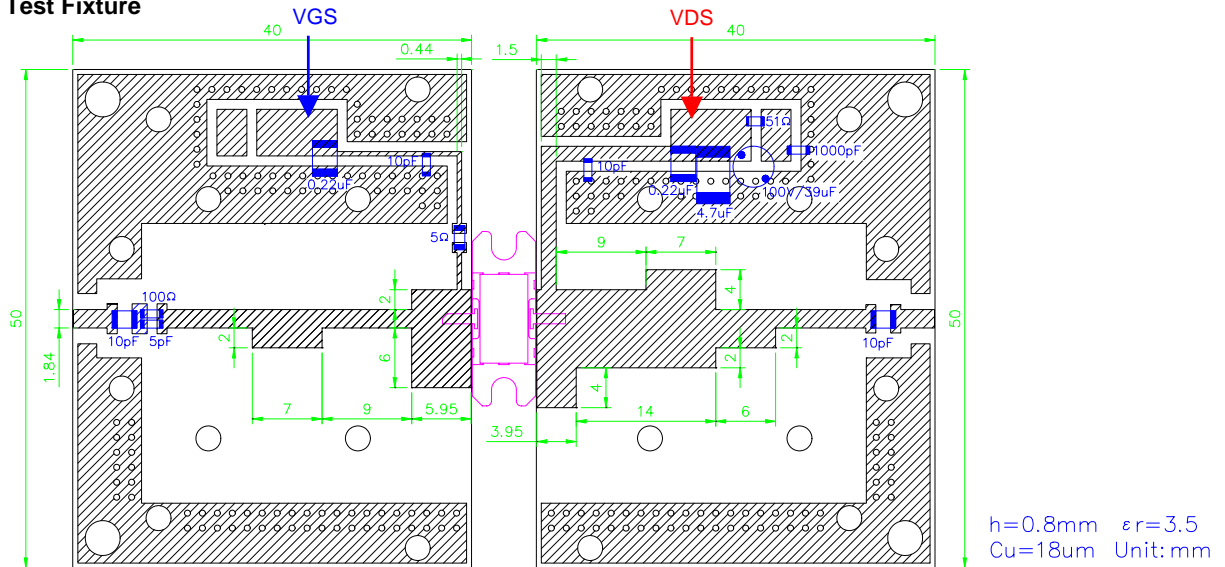 Test Fixture
VGS
VDS
40
40
0.44
1.5
50
50
51Ω
10pF
0.22uF
10pF
1000pF
0.22uF
100V/39uF
4.7uF
5Ω
9
7
4
2
100Ω
10pF
5pF
2
6
1.84
10pF
2
2
4
7
9
5.95
14
6
3.95
h=0.8mm εr=3.5
Cu=18um Unit:mm